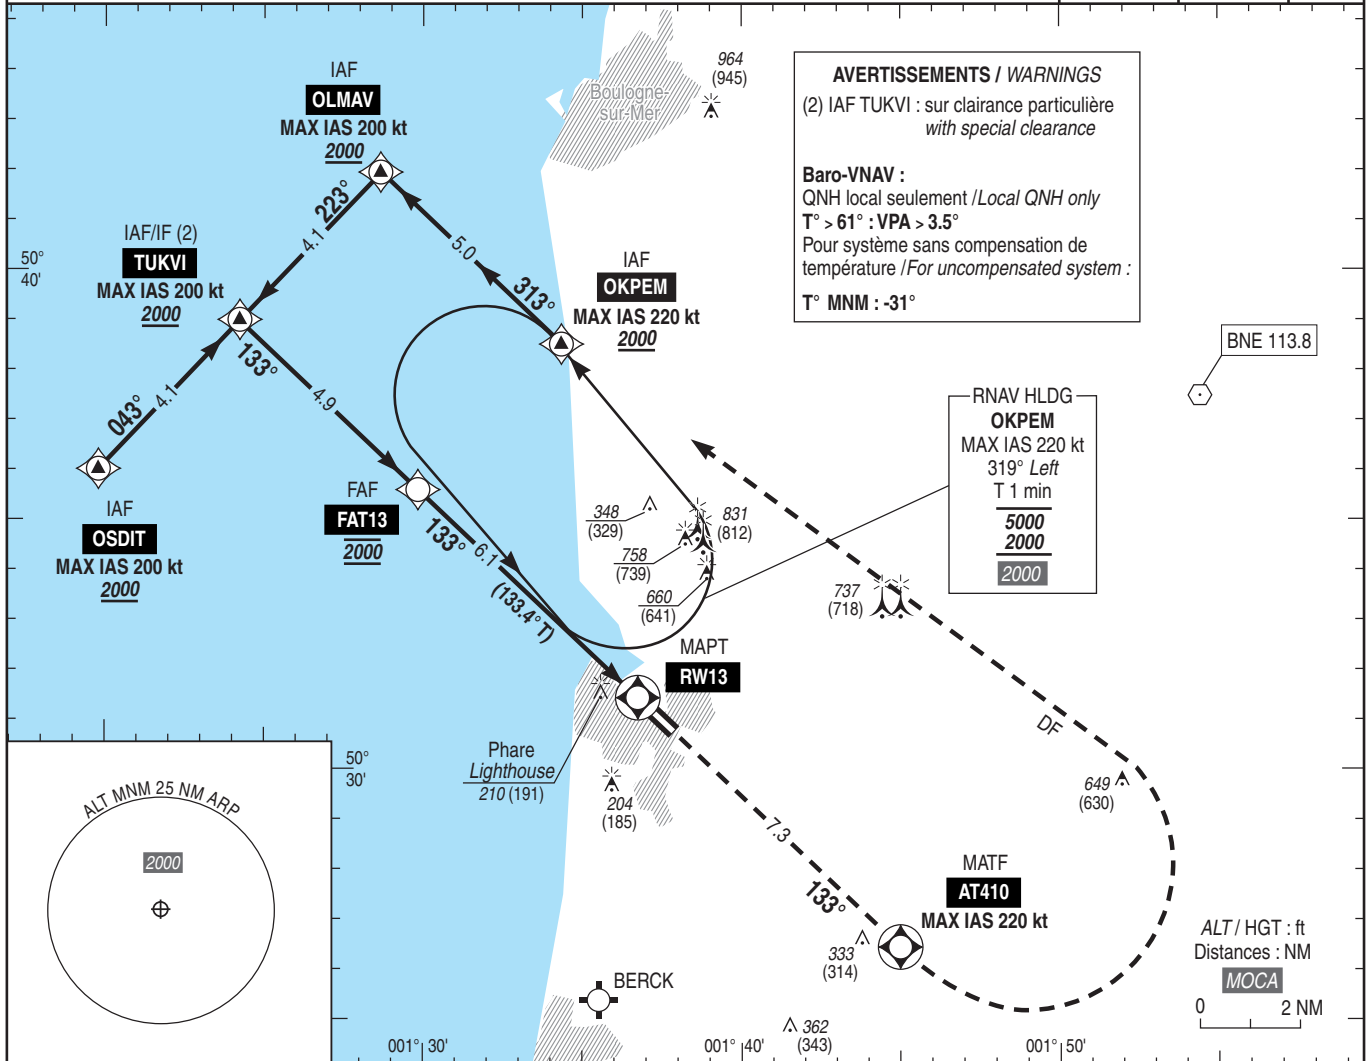 IAF
OLMAV
MAX IAS 200 kt
2000
Boulogne-
sur-Mer
964
(945)
AVERTISSEMENTS / WARNINGS
(2) IAF TUKVI : sur clairance particulière
with special clearance
Baro-VNAV :
QNH local seulement /Local QNH only
T° > 61° : VPA > 3.5°
Pour système sans compensation de
température /For uncompensated system :
T° MNM : -31°
223°
4.1
5.0
313°
IAF/IF (2)
TUKVI
MAX IAS 200 kt
2000
50°
40'
IAF
OKPEM
MAX IAS 220 kt
2000
BNE 113.8
133°
4.9
043°
4.1
RNAV HLDG
OKPEM
MAX IAS 220 kt
319° Left
T 1 min
5000
2000
2000
IAF
OSDIT
MAX IAS 200 kt
2000
FAF
FAT13
2000
133°
6.1
(133.4°T)
348
(329)
831
(812)
758
(739)
660
(641)
737
(718)
MAPT
RW13
DF
Phare
Lighthouse
210 (191)
50°
30'
204
(185)
649
(630)
7.3
133°
MATF
AT410
MAX IAS 220 kt
333
(314)
ALT MNM 25 NM ARP
2000
BERCK
362
(343)
ALT / HGT : ft
Distances : NM
MOCA
0 2 NM
001° 30'
001° 40'
001° 50'